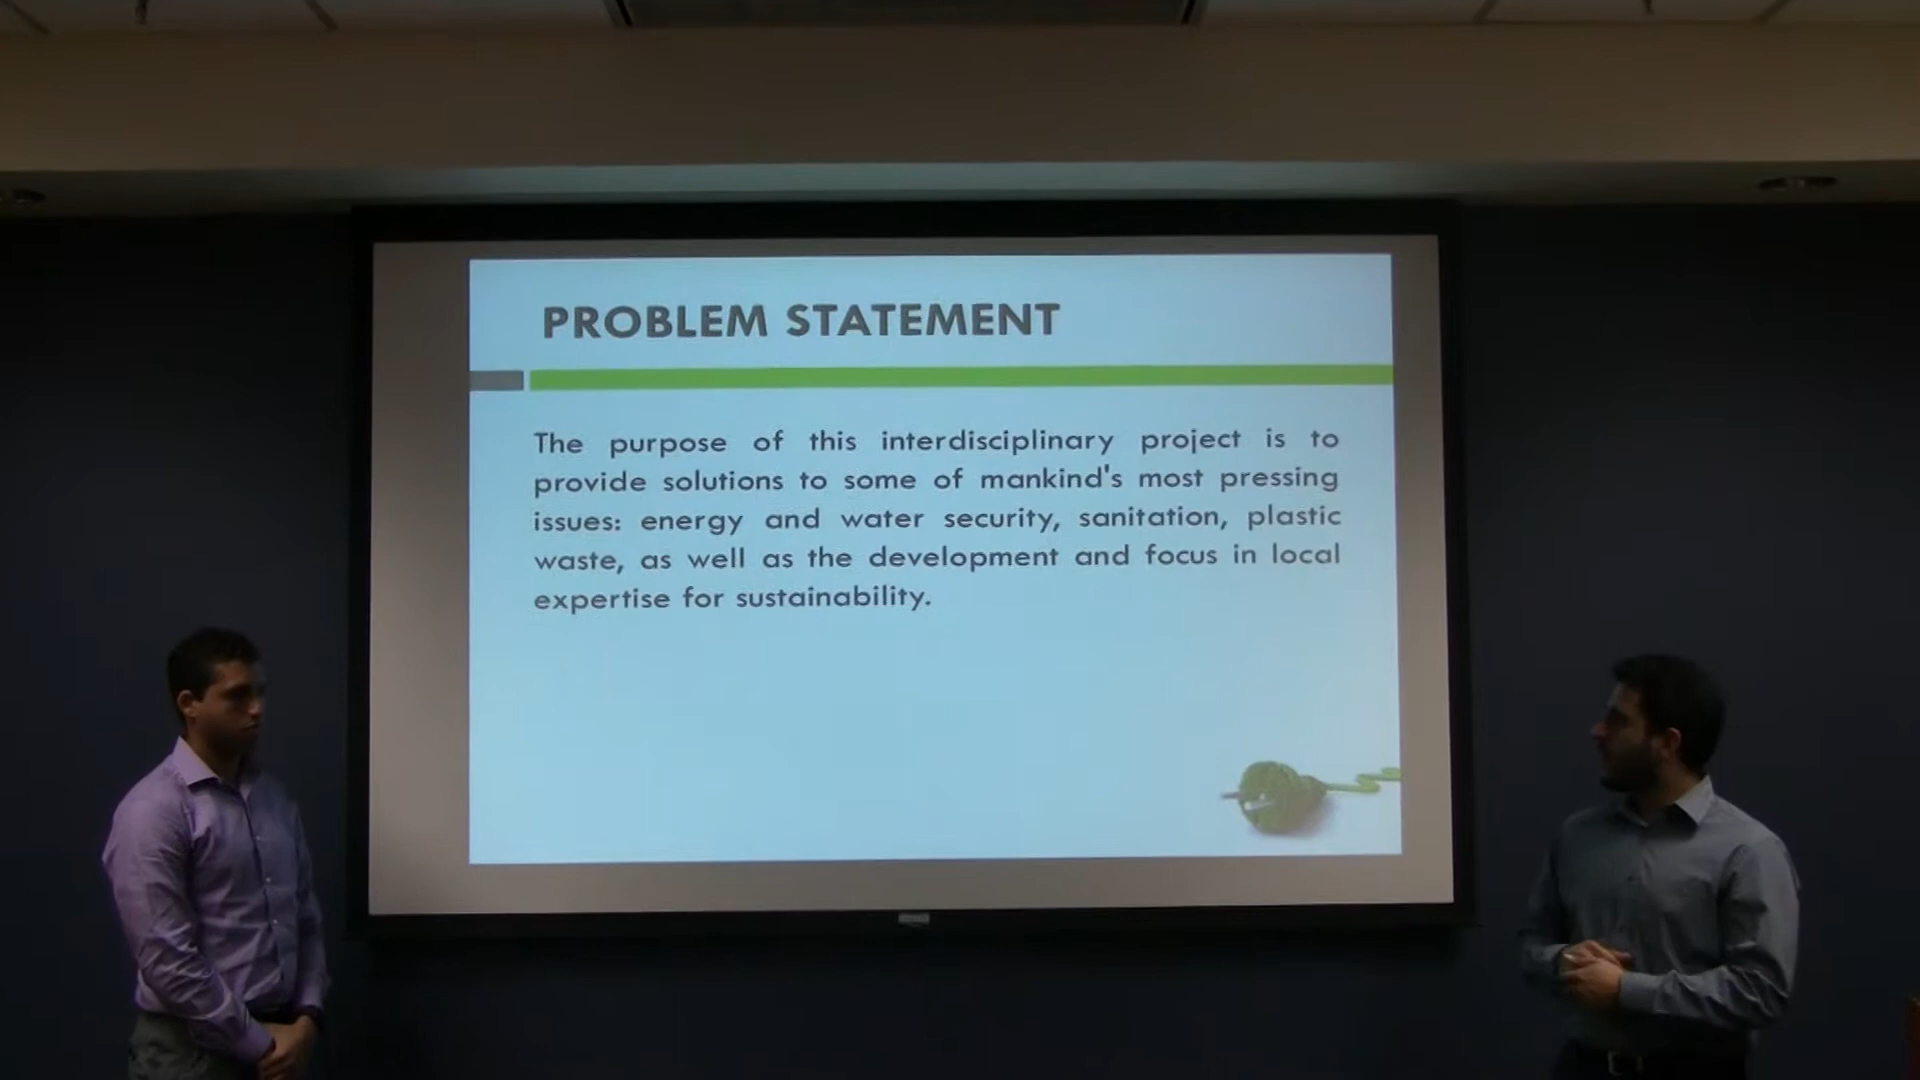 PROBLEM STATEMENT
The purpose of this interdisciplinary project is to
provide solutions to some of mankind's most pressing
issues: energy and water security, sanitation, plastic
waste, as well as the development and focus in local
expertise for sustainability.